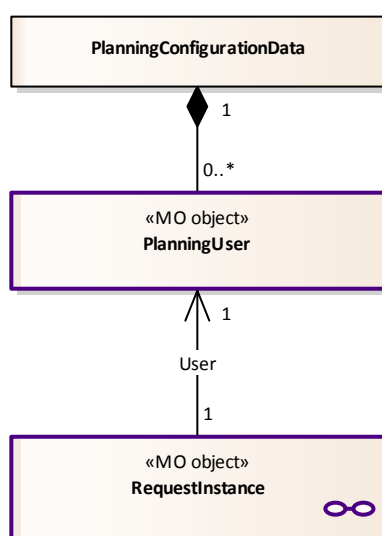 PlanningConfigurationData
1
0..*
«MO object»
PlanningUser
1
User
1
«MO object»
RequestInstance